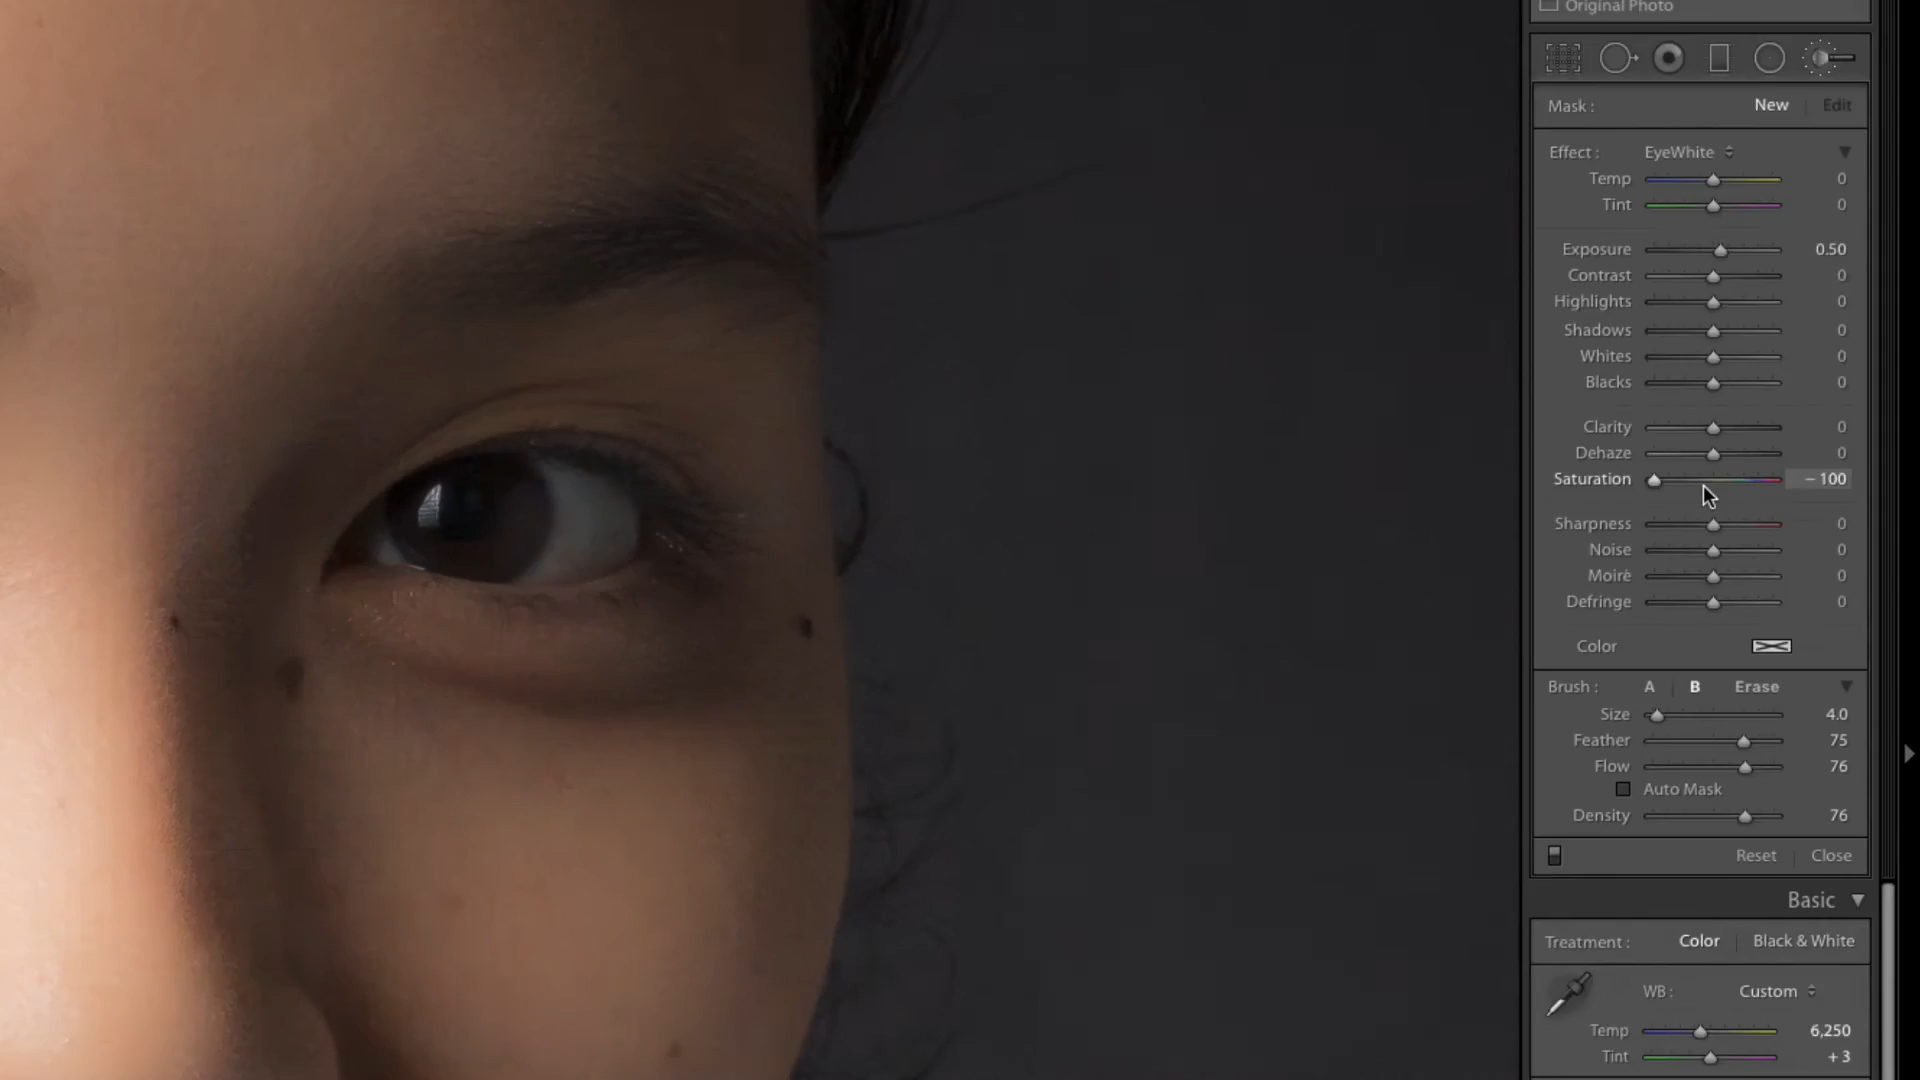 Original Photo
Mask : New | Edit
Effect : EyeWhite
Temp 0
Tint 0
Exposure 0.50
Contrast 0
Highlights 0
Shadows 0
Whites 0
Blacks 0
Clarity 0
Dehaze 0
Saturation – 100
Sharpness 0
Noise 0
Moiré 0
Defringe 0
Color
Brush : A | B Erase
Size 4.0
Feather 75
Flow 76
Auto Mask
Density 76
Reset | Close
Basic
Treatment : Color | Black & White
WB : Custom
Temp 6,250
Tint + 3